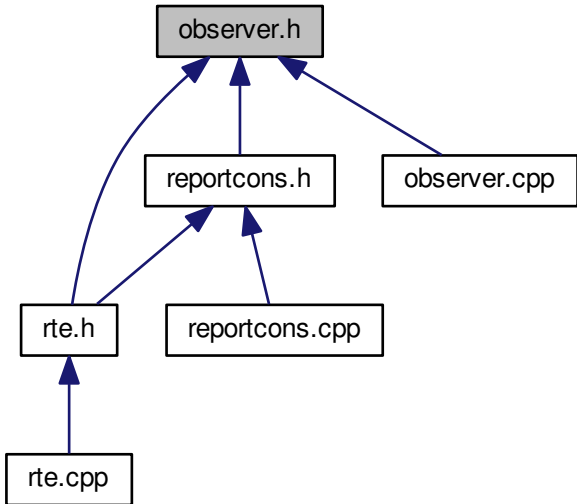 observer.h
reportcons.h
observer.cpp
rte.h
reportcons.cpp
rte.cpp